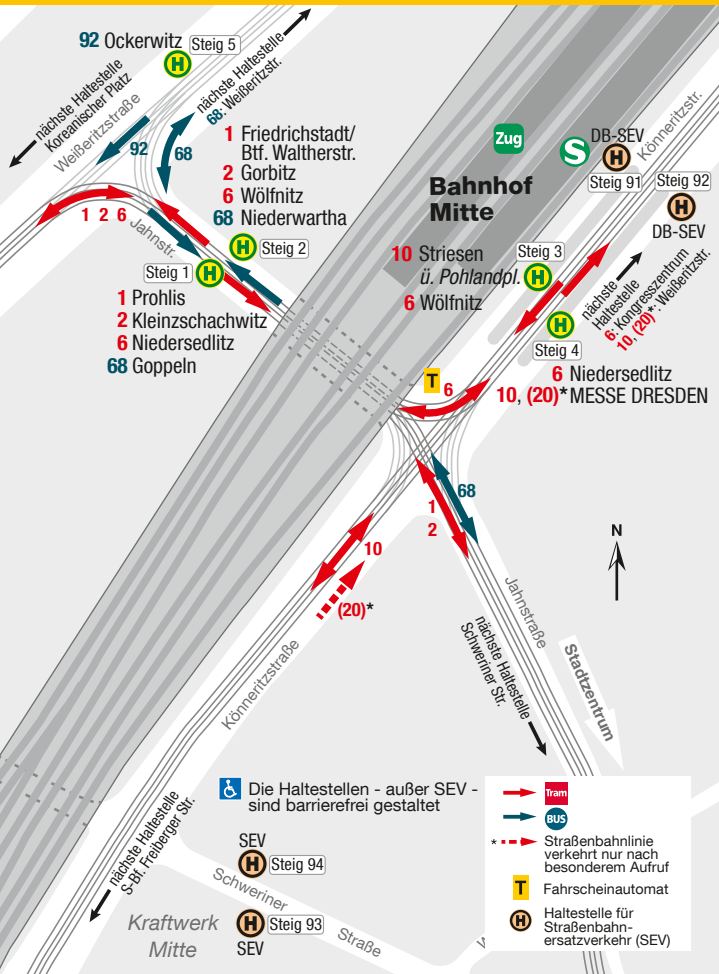 92 Ockerwitz
Steig 5
H
nächste Haltestelle
Koreanischer Platz
Weißeritzstraße
nächste Haltestelle
68: Weißeritzstr.
92
68
1 Friedrichstadt/
Btf. Waltherstr.
2 Gorbitz
6 Wölfnitz
68 Niederwartha
1 2 6
Jahnstr.
H
Steig 2
Steig 1
H
1 Prohlis
2 Kleinzschachwitz
6 Niedersedlitz
68 Goppeln
Zug
S
Bahnhof
Mitte
DB-SEV
H
Steig 91
Könneritzstr.
Steig 92
H
DB-SEV
10 Striesen
ü. Pohlandpl.
6 Wölfnitz
Steig 3
H
nächste
Haltestelle
6: Kongresszentrum
10, (20)*: Weißeritzstr.
H
Steig 4
6 Niedersedlitz
10, (20)* MESSE DRESDEN
T
6
68
1
2
10
(20)*
N
Könneritzstraße
Jahnstraße
nächste Haltestelle
Schweriner Str.
Stadtzentrum
nächste Haltestelle
S-Bf. Freiberger Str.
Die Haltestellen - außer SEV -
sind barrierefrei gestaltet
SEV
H
Steig 94
Schweriner
Straße
Kraftwerk
Mitte
H
Steig 93
SEV
Tram
BUS
* Straßenbahnlinie
verkehrt nur nach
besonderem Aufruf
T Fahrscheinautomat
H Haltestelle für
Straßenbahn-
ersatzverkehr (SEV)